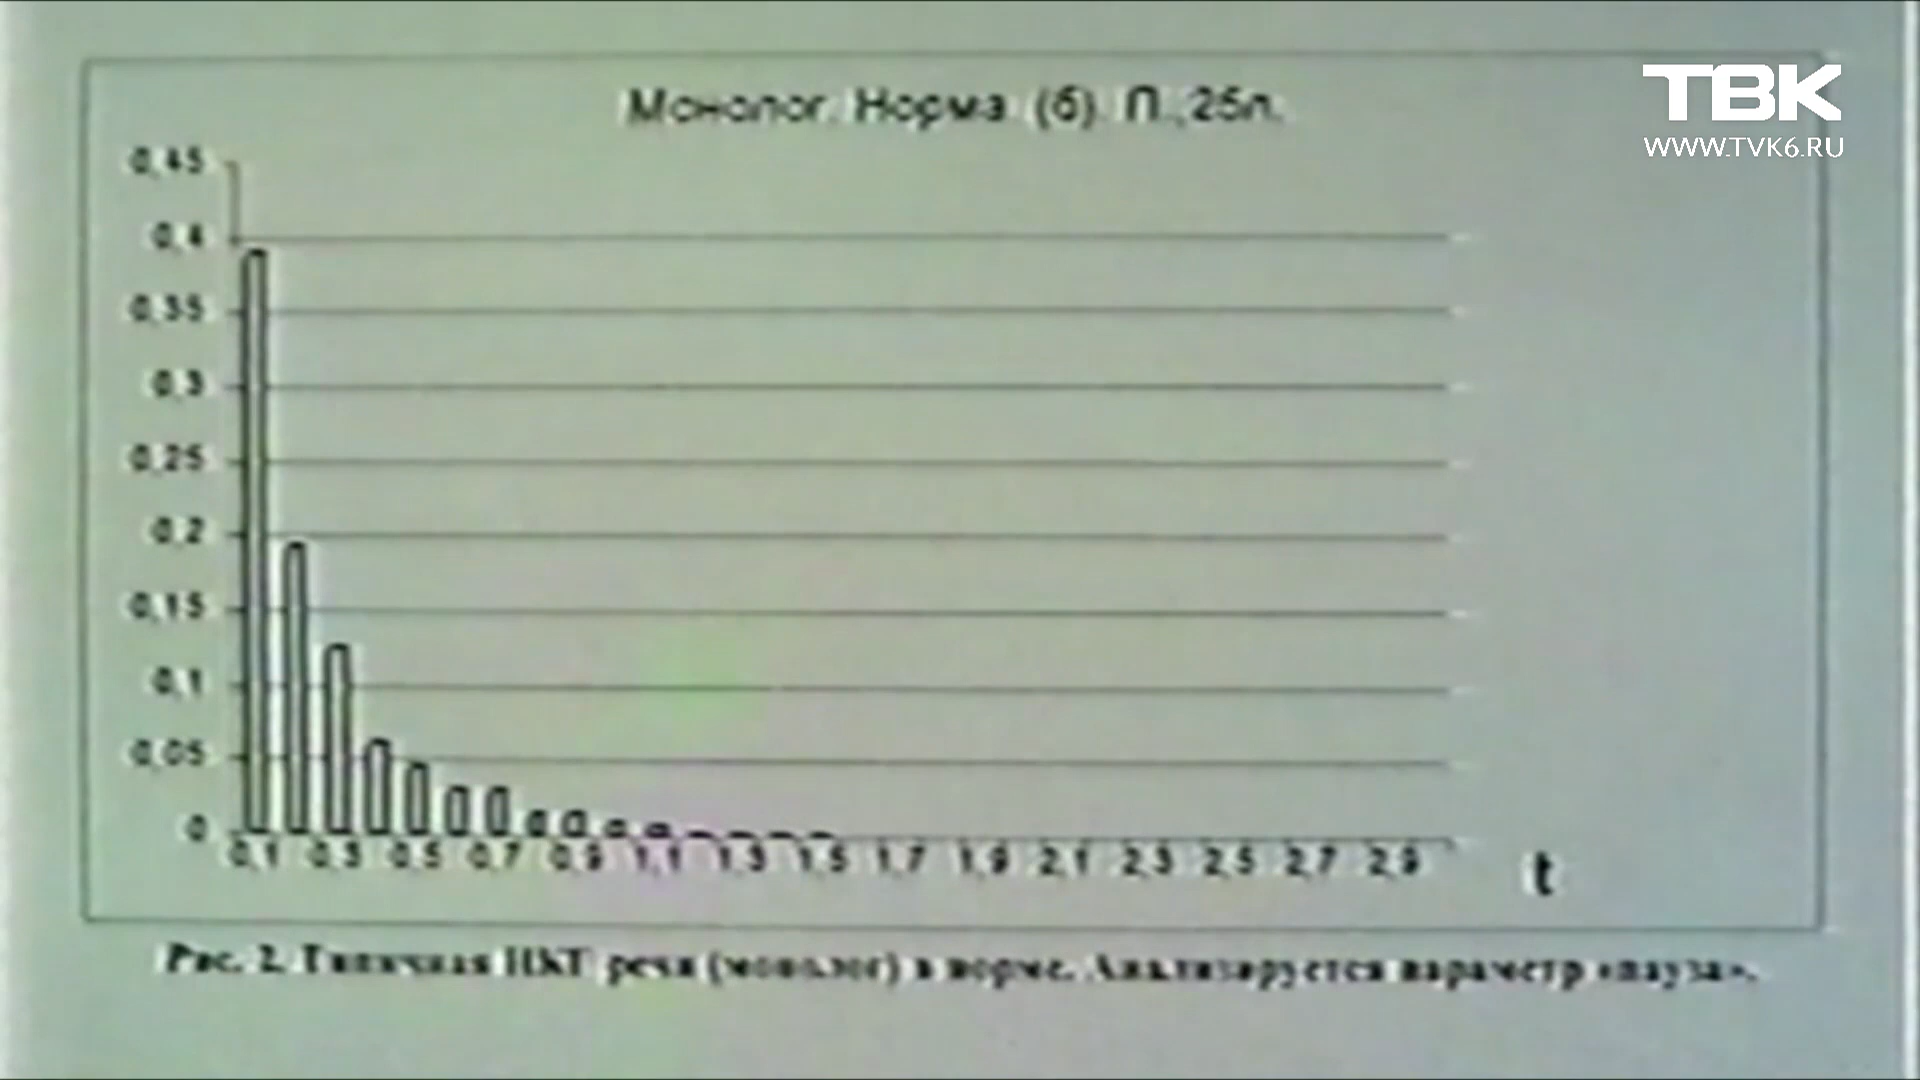 ТВК
WWW.TVK6.RU
Монолог. Норма (б) П.,25л.
0,45
0,4
0,35
0,3
0,25
0,2
0,15
0,1
0,05
0
0,1 0,3 0,5 0,7 0,9 1,1 1,3 1,5 1,7 1,9 2,1 2,3 2,5 2,7 2,9
t
Рис. 2. Типичная речи (монолог) в норме. Анализируется параметр «пауза».